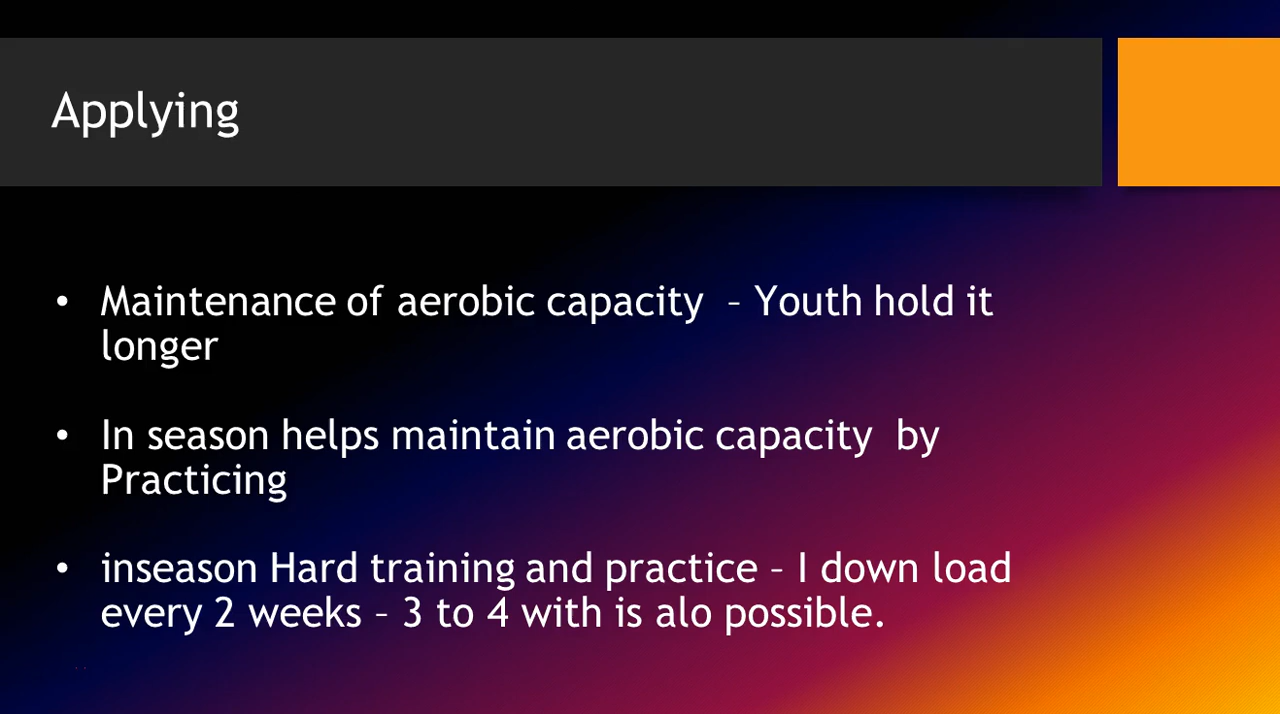 Applying
• Maintenance of aerobic capacity – Youth hold it
longer
• In season helps maintain aerobic capacity by
Practicing
• inseason Hard training and practice – I down load
every 2 weeks – 3 to 4 with is alo possible.